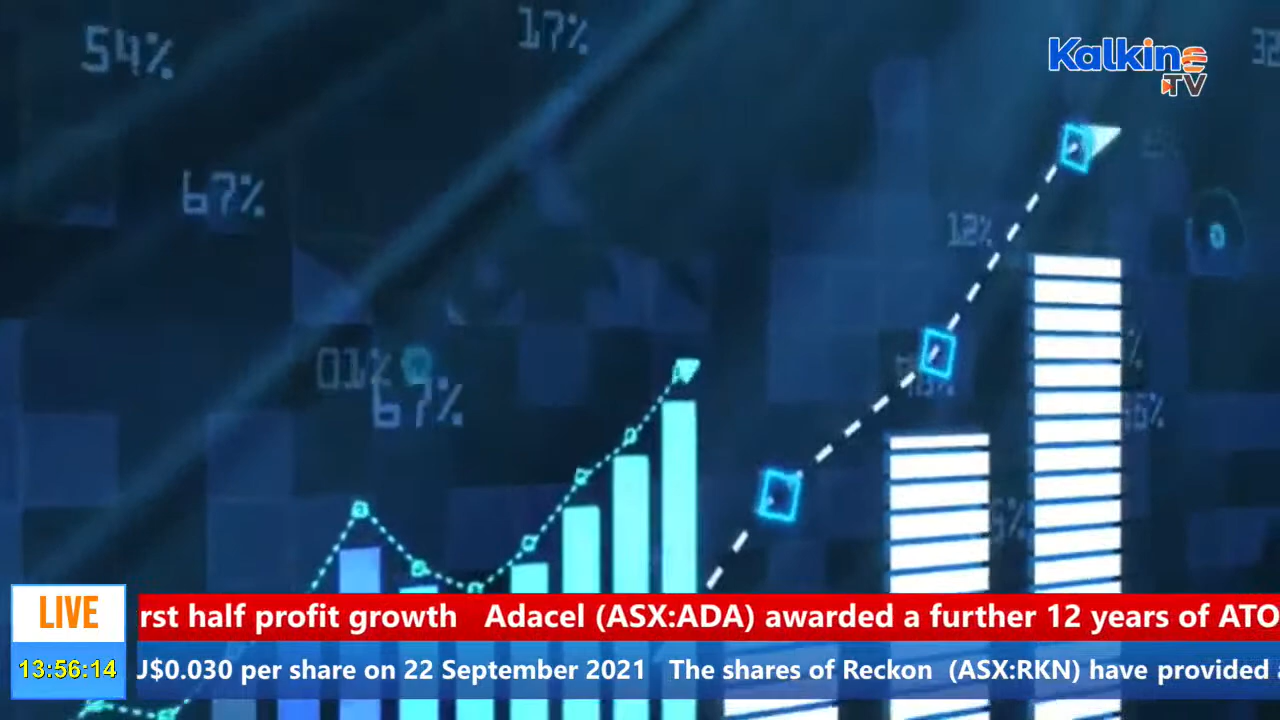 54%
17%
32
Kalkine
TV
67%
12%
01%
67%
LIVE
rst half profit growth Adacel (ASX:ADA) awarded a further 12 years of ATO
13:56:14
J$0.030 per share on 22 September 2021 The shares of Reckon (ASX:RKN) have provided